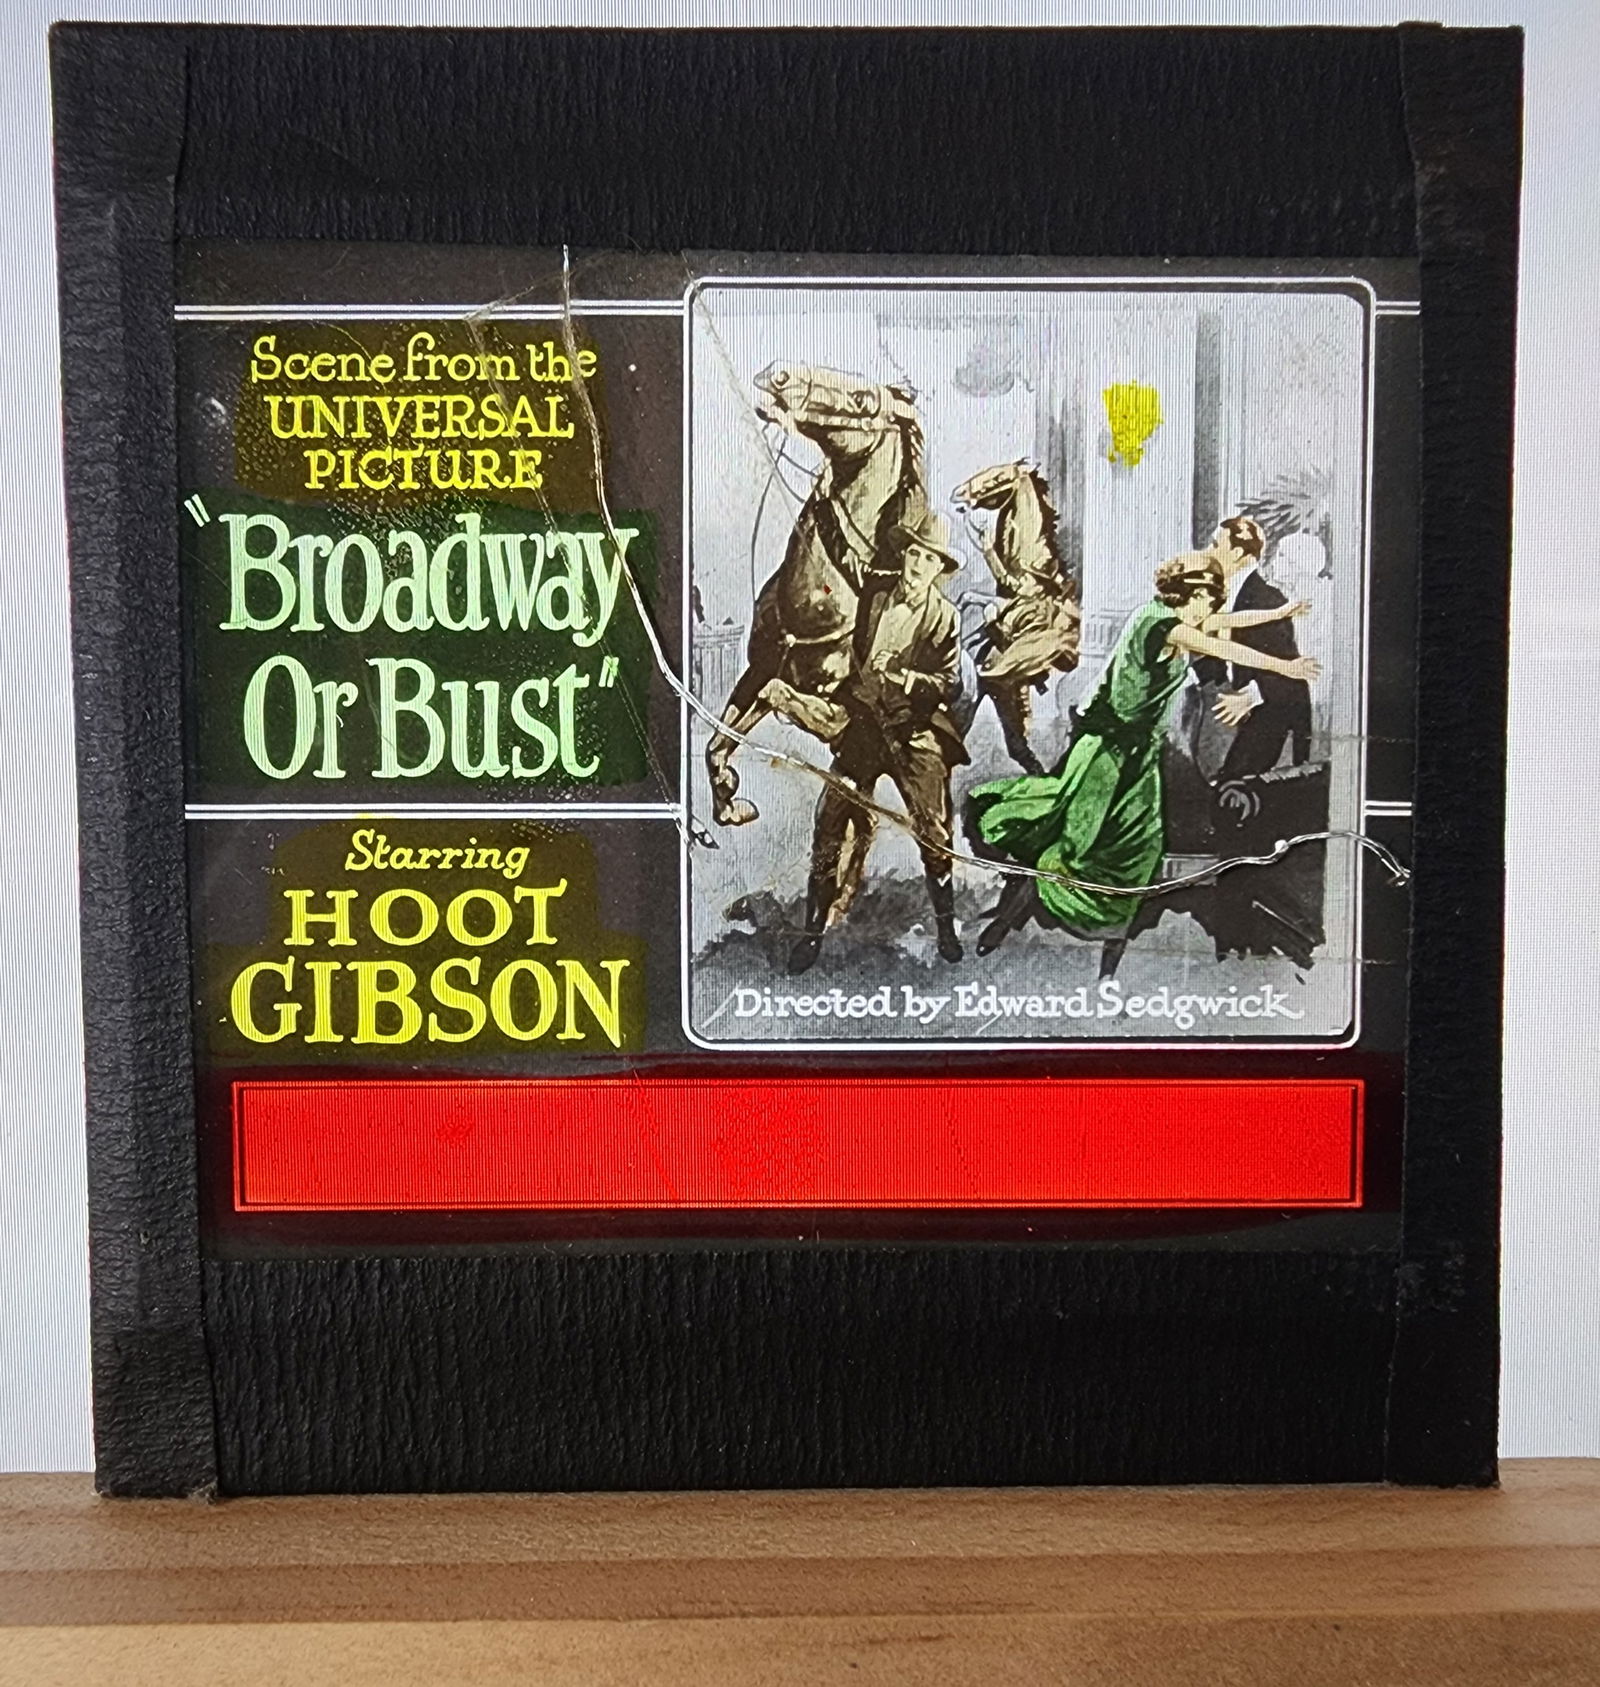 Scene from the
UNIVERSAL
PICTURE
"Broadway
Or Bust"
Starring
HOOT
GIBSON
Directed by Edward Sedgwick